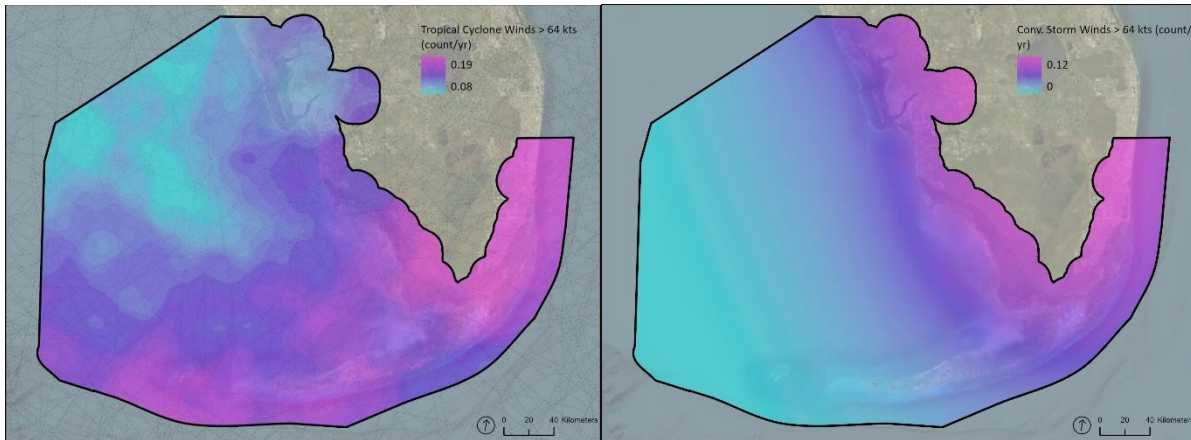 Tropical Cyclone Winds > 64 kts
(count/yr)
0.19
0.08
0 20 40 Kilometers
Conv. Storm Winds > 64 kts (count/
yr)
0.12
0
0 20 40 Kilometers